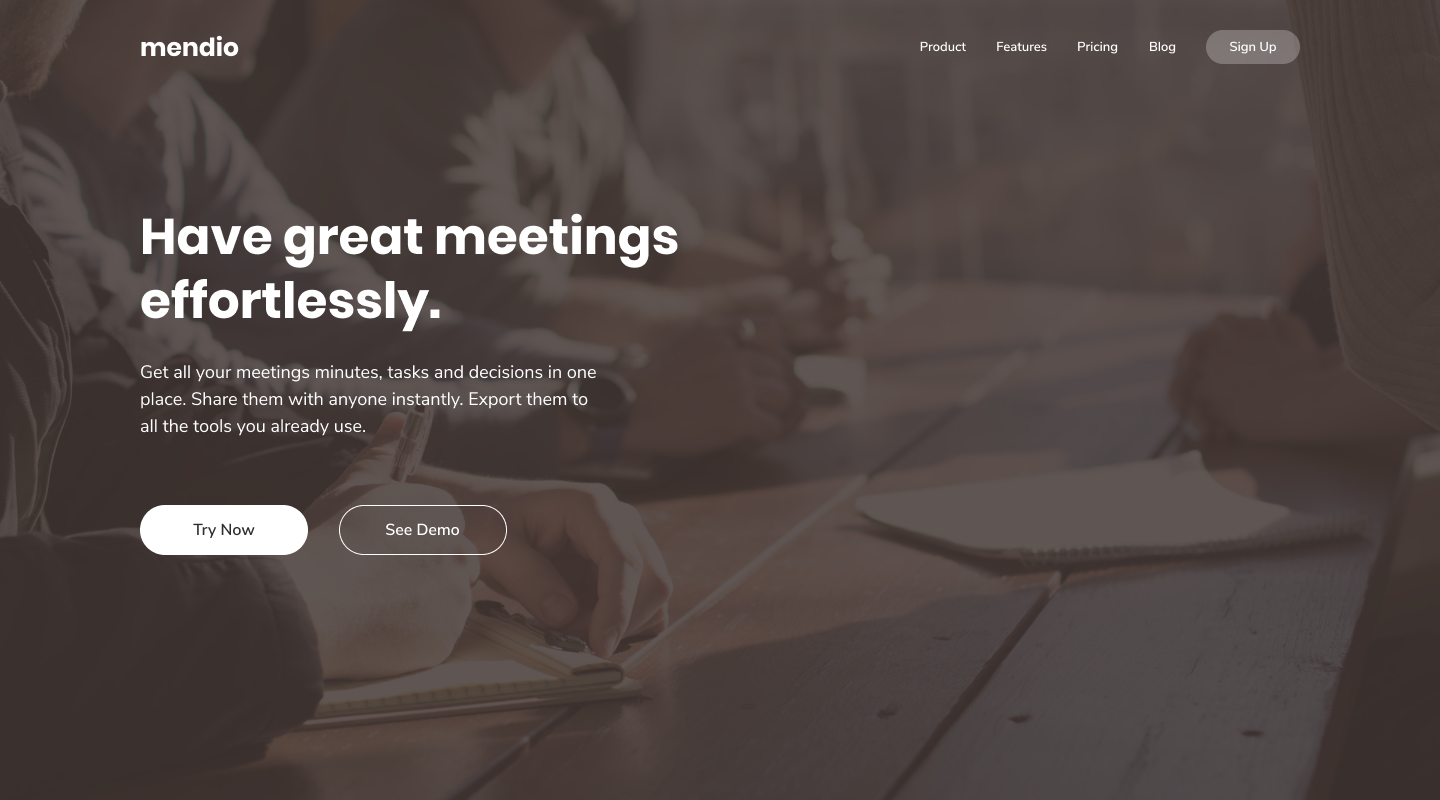 mendio
Product Features Pricing Blog Sign Up
Have great meetings
effortlessly.
Get all your meetings minutes, tasks and decisions in one
place. Share them with anyone instantly. Export them to
all the tools you already use.
Try Now See Demo